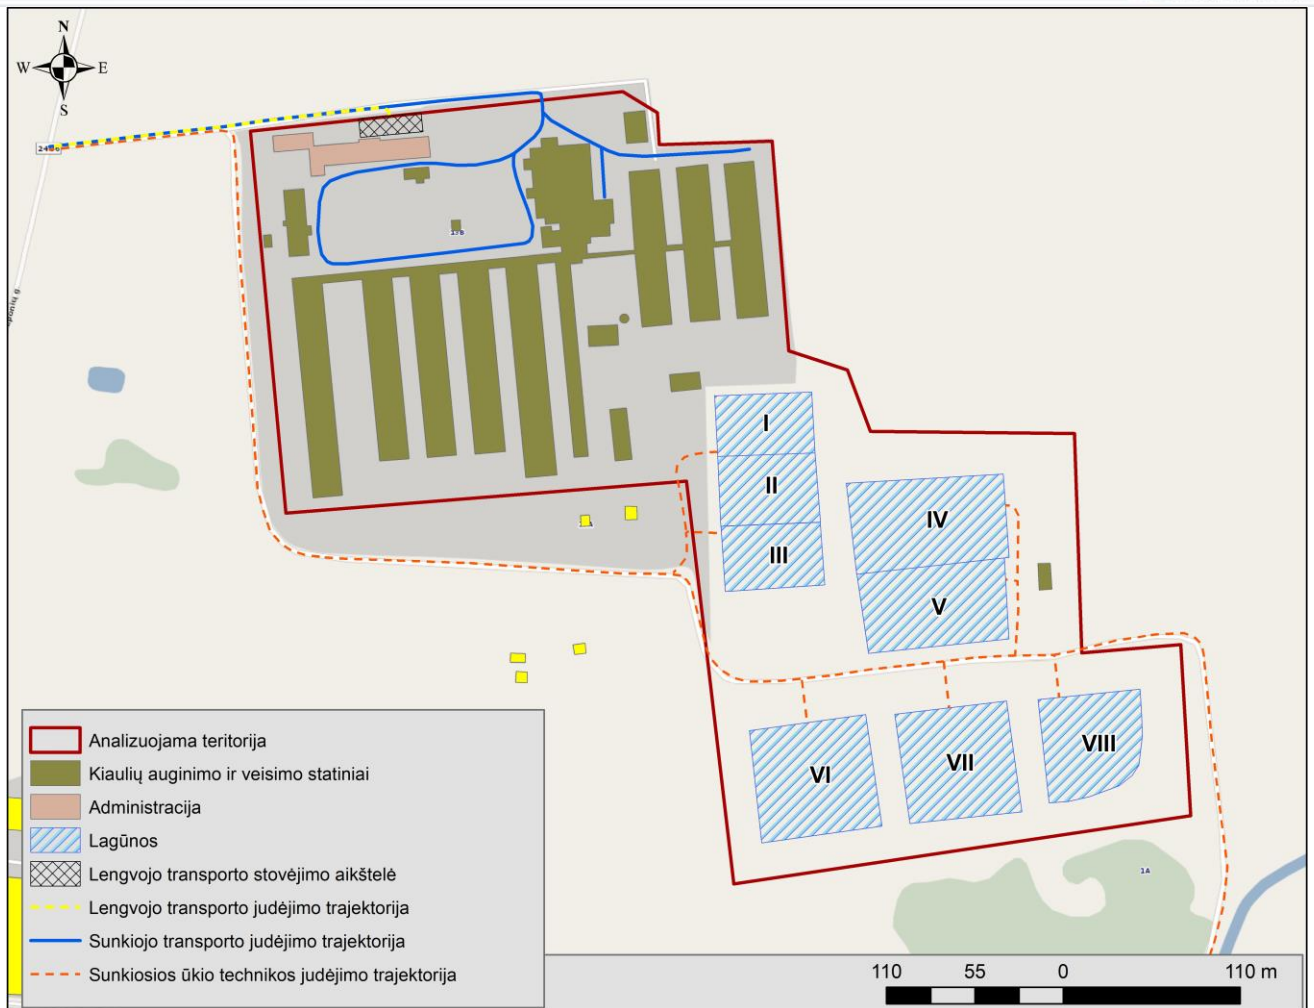 N
W E
S
I
II
III
IV
V
VI
VII
VIII
1A
Analizuojama teritorija
Kiaulių auginimo ir veisimo statiniai
Administracija
Lagūnos
Lengvojo transporto stovėjimo aikštelė
Lengvojo transporto judėjimo trajektorija
Sunkiojo transporto judėjimo trajektorija
Sunkiosios ūkio technikos judėjimo trajektorija
110 55 0 110 m